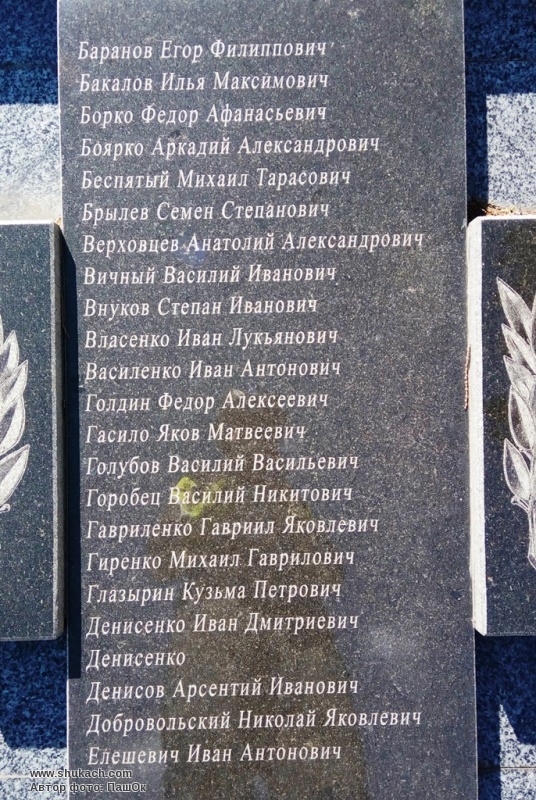 Баранов Егор Филиппович
Бакалов Илья Максимович
Борко Федор Афанасьевич
Боярко Аркадий Александрович
Беспятый Михаил Тарасович
Брылев Семен Степанович
Верховцев Анатолий Александрович
Вичный Василий Иванович
Внуков Степан Иванович
Власенко Иван Лукьянович
Василенко Иван Антонович
Голдин Федор Алексеевич
Гасило Яков Матвеевич
Голубов Василий Васильевич
Горобец Василий Никитович
Гавриленко Гавриил Яковлевич
Гиренко Михаил Гаврилович
Глазырин Кузьма Петрович
Денисенко Иван Дмитриевич
Денисенко
Денисов Арсентий Иванович
Добровольский Николай Яковлевич
Елешевич Иван Антонович
www.shukach.com
Автор фото: ПашОк